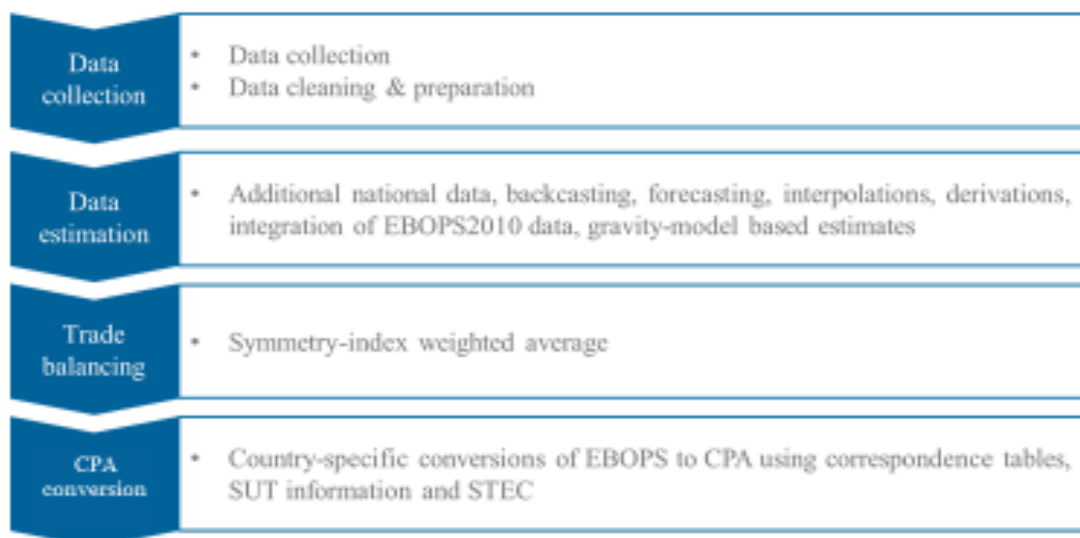 Data
collection
• Data collection
• Data cleaning & preparation
Data
estimation
• Additional national data, backcasting, forecasting, interpolations, derivations,
integration of EBOPS2010 data, gravity-model based estimates
Trade
balancing
• Symmetry-index weighted average
CPA
conversion
• Country-specific conversions of EBOPS to CPA using correspondence tables,
SUT information and STEC